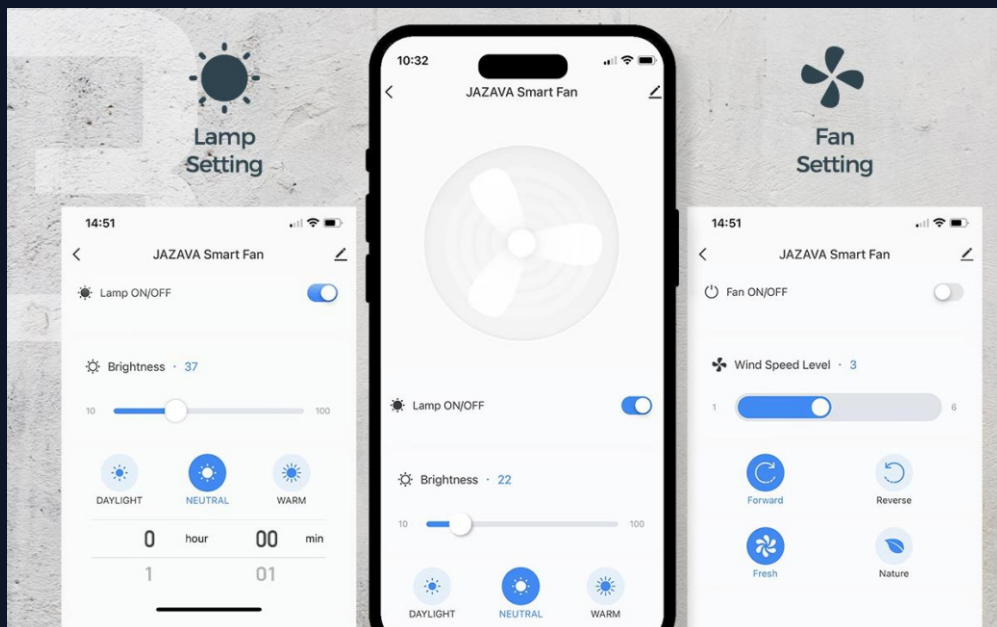 Lamp
Setting
14:51
JAZAVA Smart Fan
Lamp ON/OFF
Brightness · 37
10
100
DAYLIGHT
NEUTRAL
WARM
0 hour 00 min
1 01
10:32
JAZAVA Smart Fan
Lamp ON/OFF
Brightness · 22
10
100
DAYLIGHT
NEUTRAL
WARM
Fan
Setting
14:51
JAZAVA Smart Fan
Fan ON/OFF
Wind Speed Level · 3
1
6
Forward
Reverse
Fresh
Nature